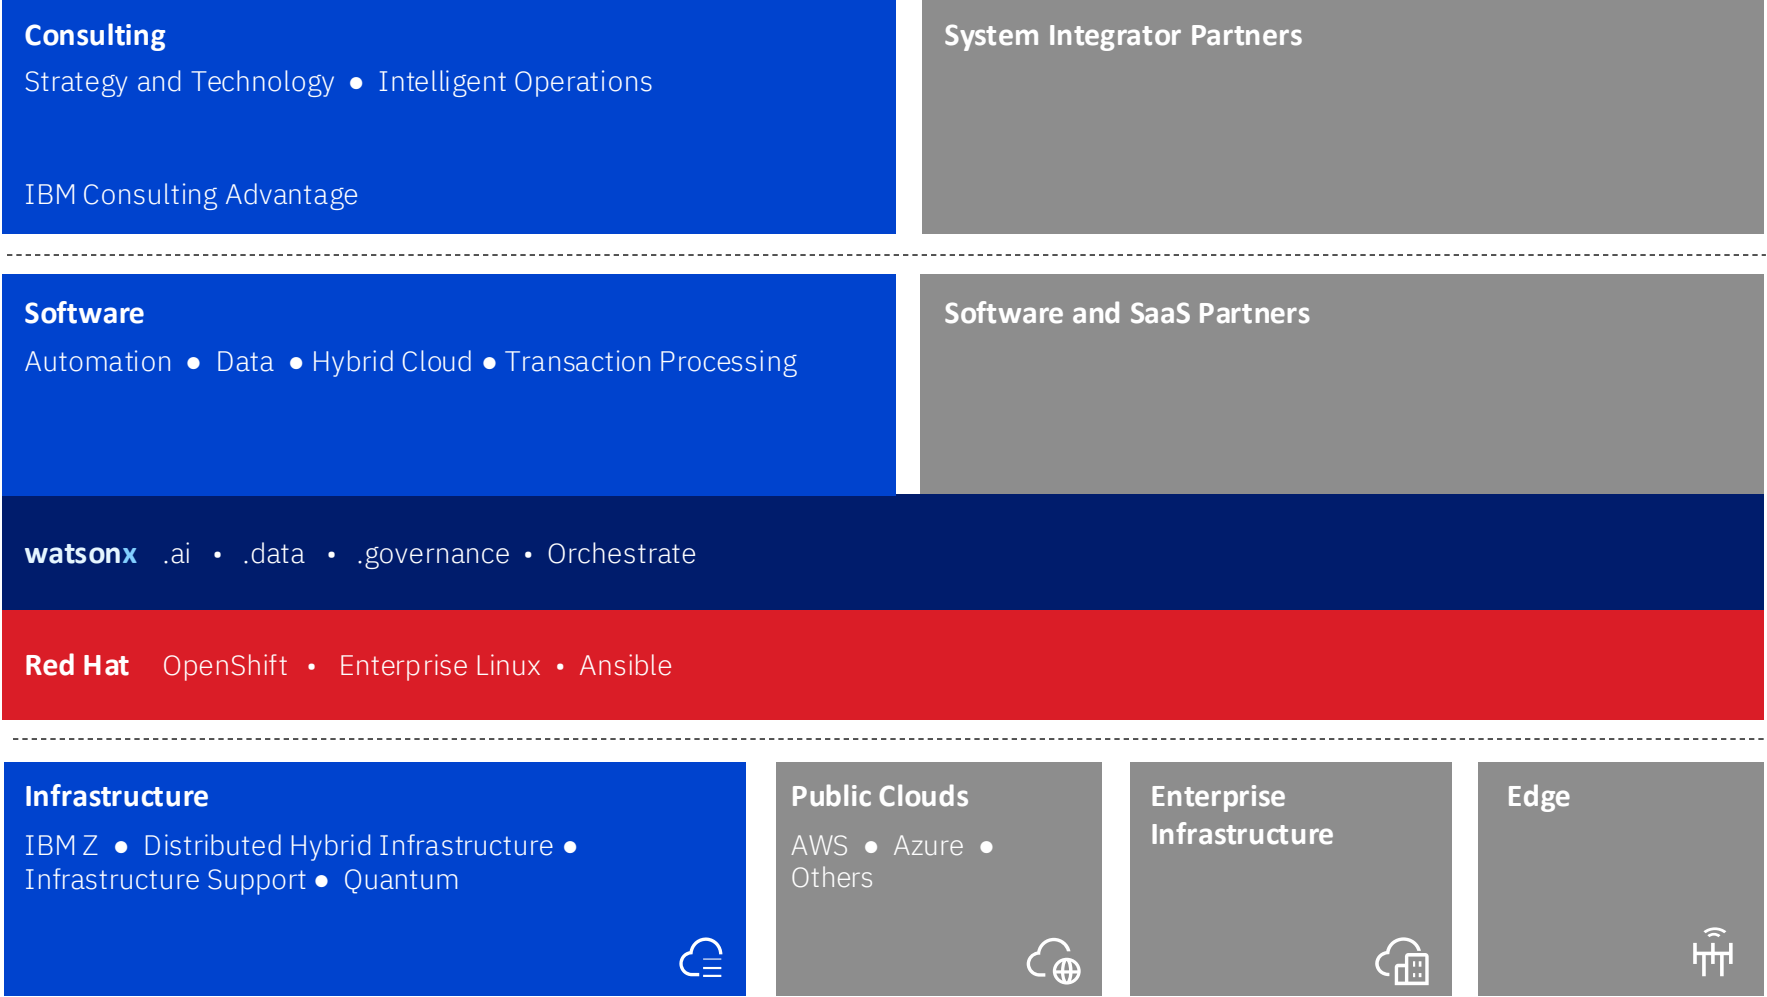 Consulting
Strategy and Technology ● Intelligent Operations
IBM Consulting Advantage
System Integrator Partners
Software
Automation ● Data ● Hybrid Cloud ● Transaction Processing
Software and SaaS Partners
watsonx .ai • .data • .governance • Orchestrate
Red Hat OpenShift • Enterprise Linux • Ansible
Infrastructure
IBM Z ● Distributed Hybrid Infrastructure ●
Infrastructure Support ● Quantum
Public Clouds
AWS ● Azure ●
Others
Enterprise
Infrastructure
Edge